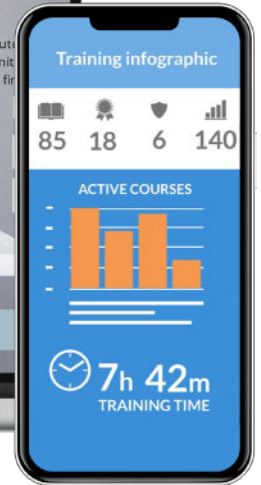 Training infographic
85 18 6 140
ACTIVE COURSES
7h 42m
TRAINING TIME